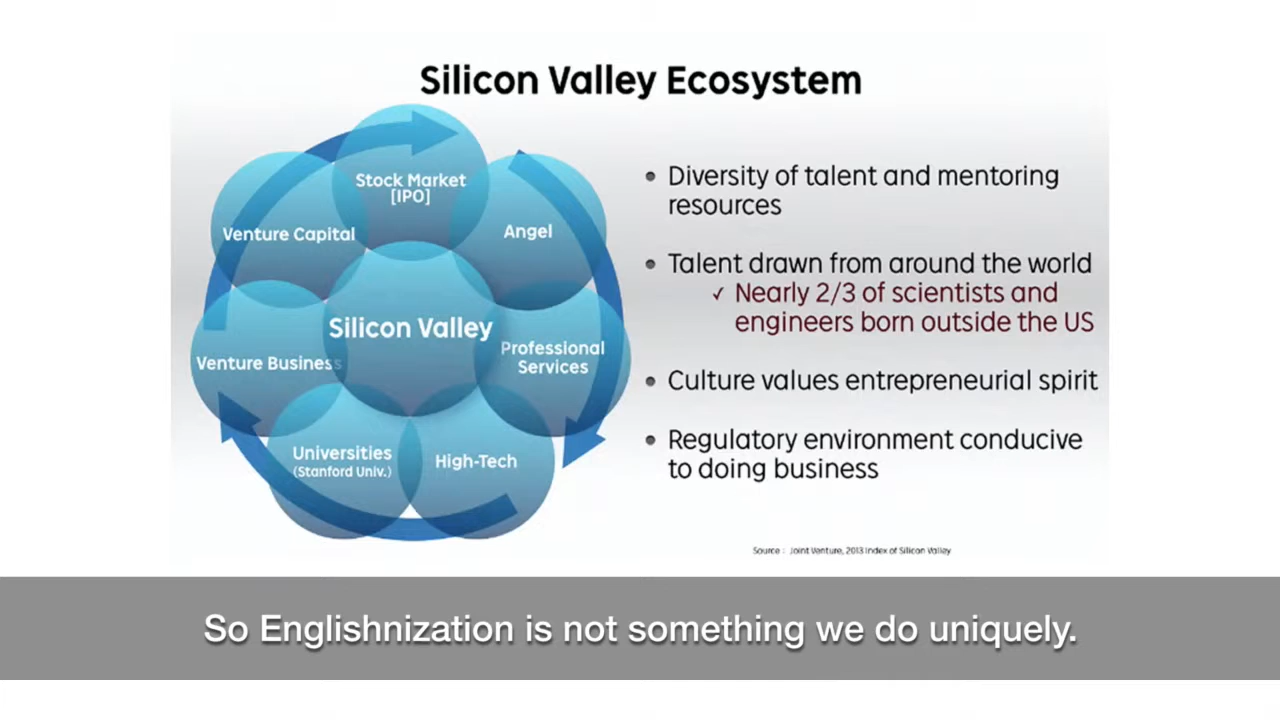 Silicon Valley Ecosystem
Stock Market
[IPO]
Venture Capital
Angel
Silicon Valley
Venture Business
Professional
Services
Universities
(Stanford Univ.)
High-Tech
• Diversity of talent and mentoring
resources
• Talent drawn from around the world
✓ Nearly 2/3 of scientists and
engineers born outside the US
• Culture values entrepreneurial spirit
• Regulatory environment conducive
to doing business
Source : Joint Venture, 2013 Index of Silicon Valley
So Englishnization is not something we do uniquely.